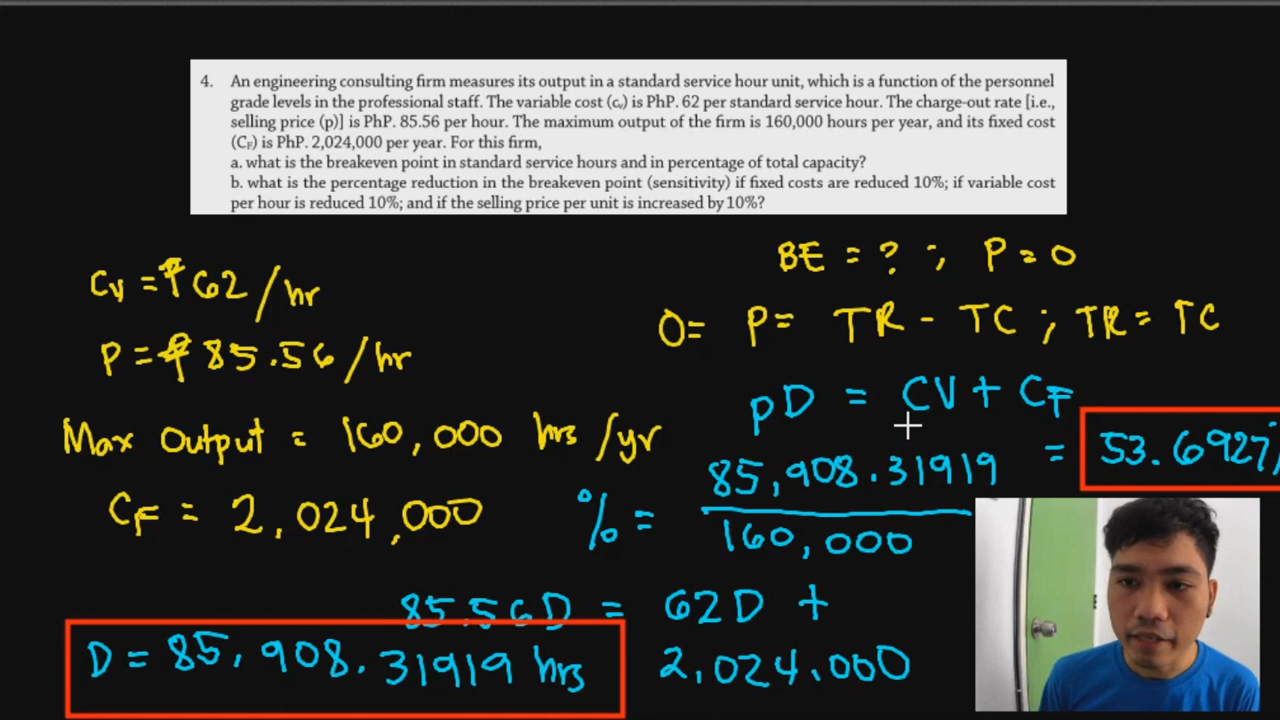 4. An engineering consulting firm measures its output in a standard service hour unit, which is a function of the personnel
grade levels in the professional staff. The variable cost (cᵥ) is PhP. 62 per standard service hour. The charge-out rate [i.e.,
selling price (p)] is PhP. 85.56 per hour. The maximum output of the firm is 160,000 hours per year, and its fixed cost
(C_F) is PhP. 2,024,000 per year. For this firm,
a. what is the breakeven point in standard service hours and in percentage of total capacity?
b. what is the percentage reduction in the breakeven point (sensitivity) if fixed costs are reduced 10%; if variable cost
per hour is reduced 10%; and if the selling price per unit is increased by 10%?
Cv = ₱62/hr
P = ₱85.56/hr
Max Output = 160,000 hrs/yr
CF = 2,024,000
BE = ? ; P = 0
0 = P = TR - TC ; TR = TC
pD = CV + CF
% = 85,908.31919 / 160,000 = 53.6927
85.56D = 62D +
2,024,000
D = 85,908.31919 hrs